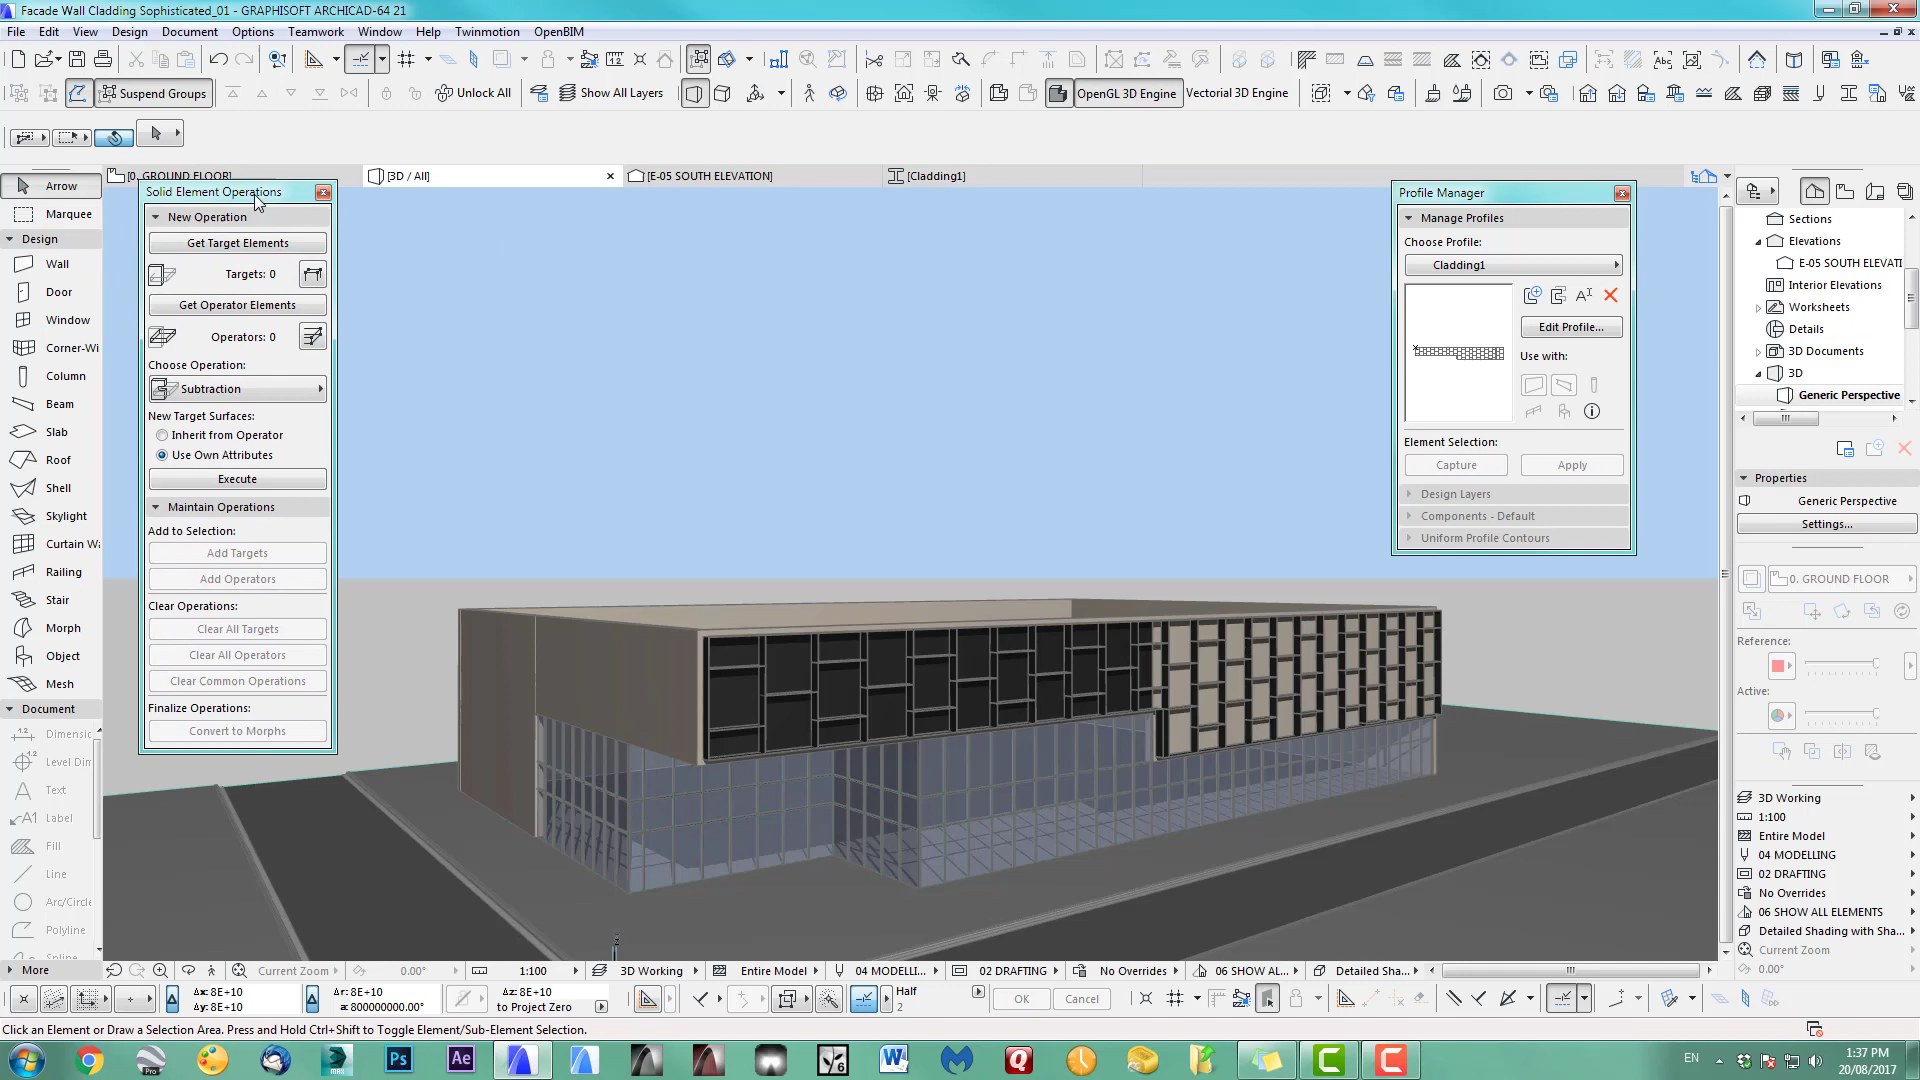 Facade Wall Cladding Sophisticated_01 - GRAPHISOFT ARCHICAD-64 21
File Edit View Design Document Options Teamwork Window Help Twinmotion OpenBIM
Suspend Groups Unlock All Show All Layers OpenGL 3D Engine Vectorial 3D Engine
[0. GROUND FLOOR] [3D / All] [E-05 SOUTH ELEVATION] [Cladding1]
Arrow
Marquee
Design
Wall
Door
Window
Corner-Wi
Column
Beam
Slab
Roof
Shell
Skylight
Curtain Wa
Railing
Stair
Morph
Object
Mesh
Document
Dimensic
Level Dim
Text
Label
Fill
Line
Arc/Circle
Polyline
Spline
More
Solid Element Operations
New Operation
Get Target Elements
Targets: 0
Get Operator Elements
Operators: 0
Choose Operation:
Subtraction
New Target Surfaces:
Inherit from Operator
Use Own Attributes
Execute
Maintain Operations
Add to Selection:
Add Targets
Add Operators
Clear Operations:
Clear All Targets
Clear All Operators
Clear Common Operations
Finalize Operations:
Convert to Morphs
Profile Manager
Manage Profiles
Choose Profile:
Cladding1
Edit Profile...
Use with:
Element Selection:
Capture Apply
Design Layers
Components - Default
Uniform Profile Contours
Sections
Elevations
E-05 SOUTH ELEVATI
Interior Elevations
Worksheets
Details
3D Documents
3D
Generic Perspective
Properties
Generic Perspective
Settings...
0. GROUND FLOOR
Reference:
Active:
3D Working
1:100
Entire Model
04 MODELLING
02 DRAFTING
No Overrides
06 SHOW ALL ELEMENTS
Detailed Shading with Sha...
Current Zoom
0.00°
Current Zoom 0.00° 1:100 3D Working Entire Model 04 MODELLI... 02 DRAFTING No Overrides 06 SHOW AL... Detailed Sha...
Δx: 8E+10 Δr: 8E+10 Δz: 8E+10 Half OK Cancel
Δy: 8E+10 a: 800000000.00° to Project Zero 2
Click an Element or Draw a Selection Area. Press and Hold Ctrl+Shift to Toggle Element/Sub-Element Selection.
EN 1:37 PM
20/08/2017